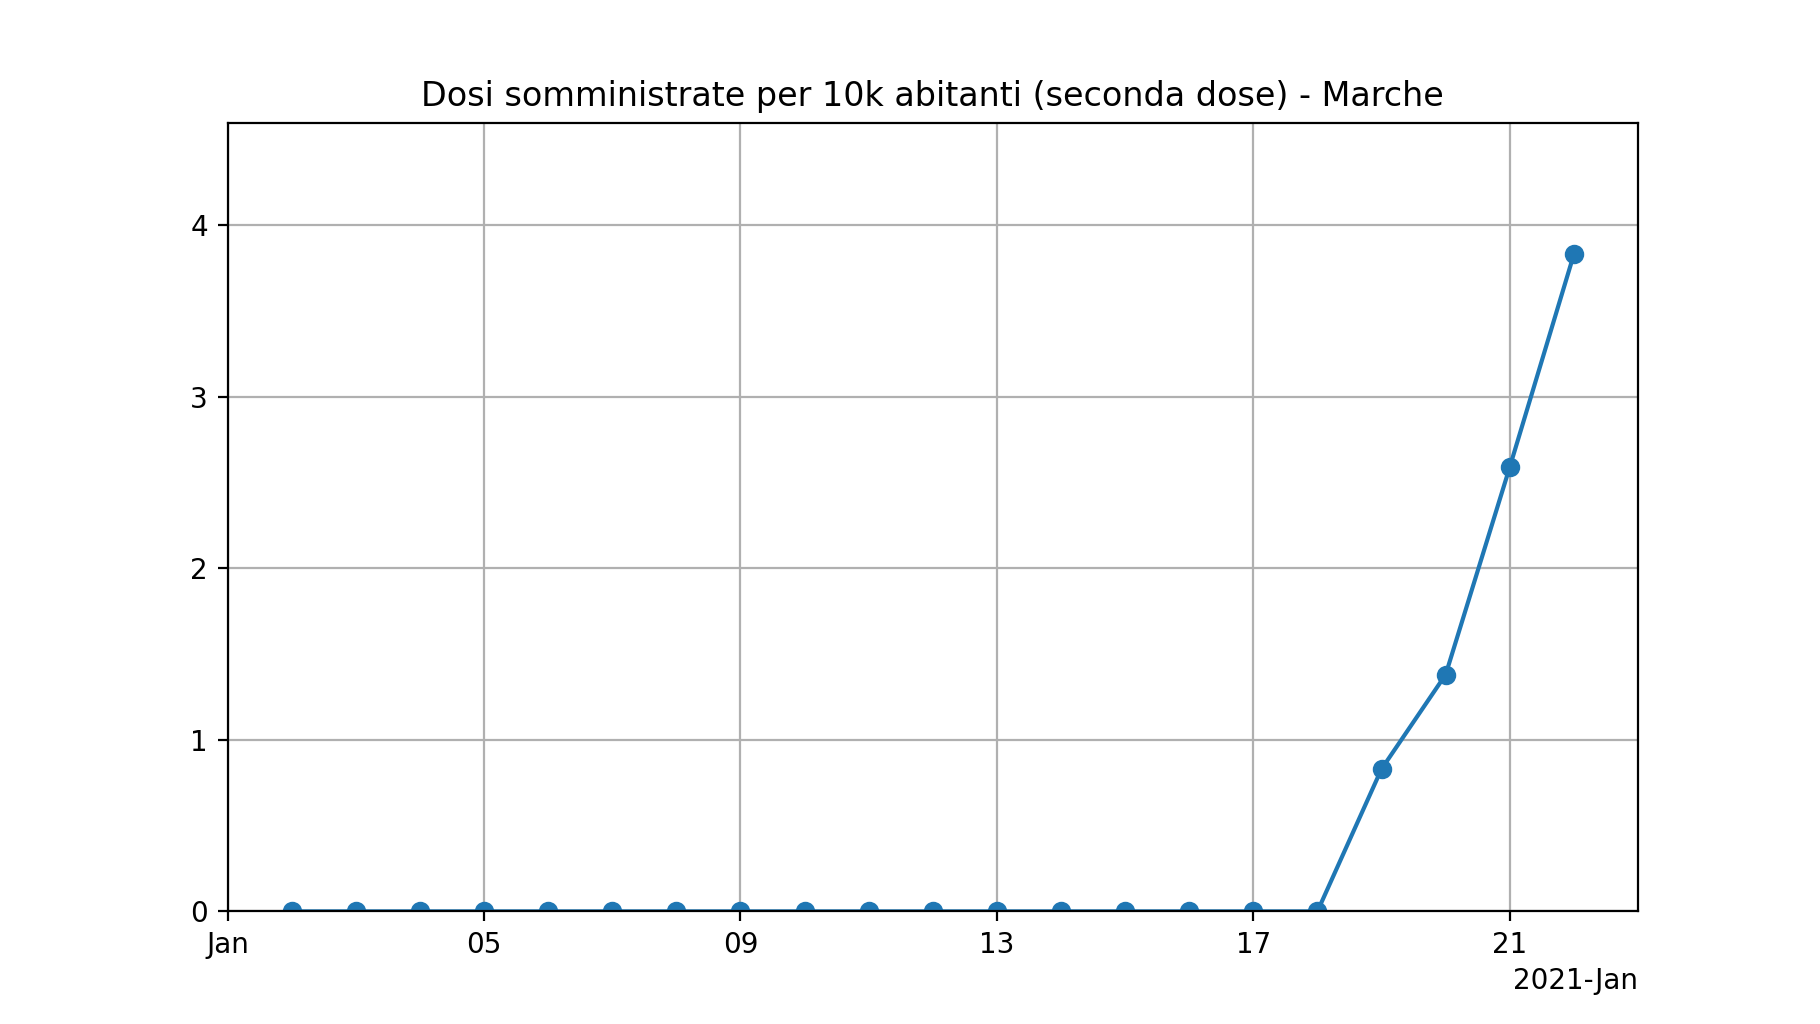 Dosi somministrate per 10k abitanti (seconda dose) - Marche
4
3
2
1
0
Jan 05 09 13 17 21
2021-Jan